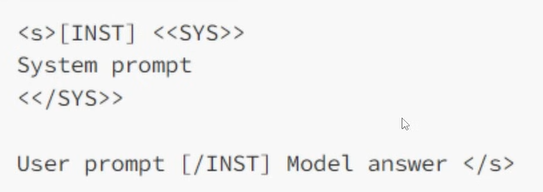 <s>[INST] <<SYS>>
System prompt
<</SYS>>
User prompt [/INST] Model answer </s>